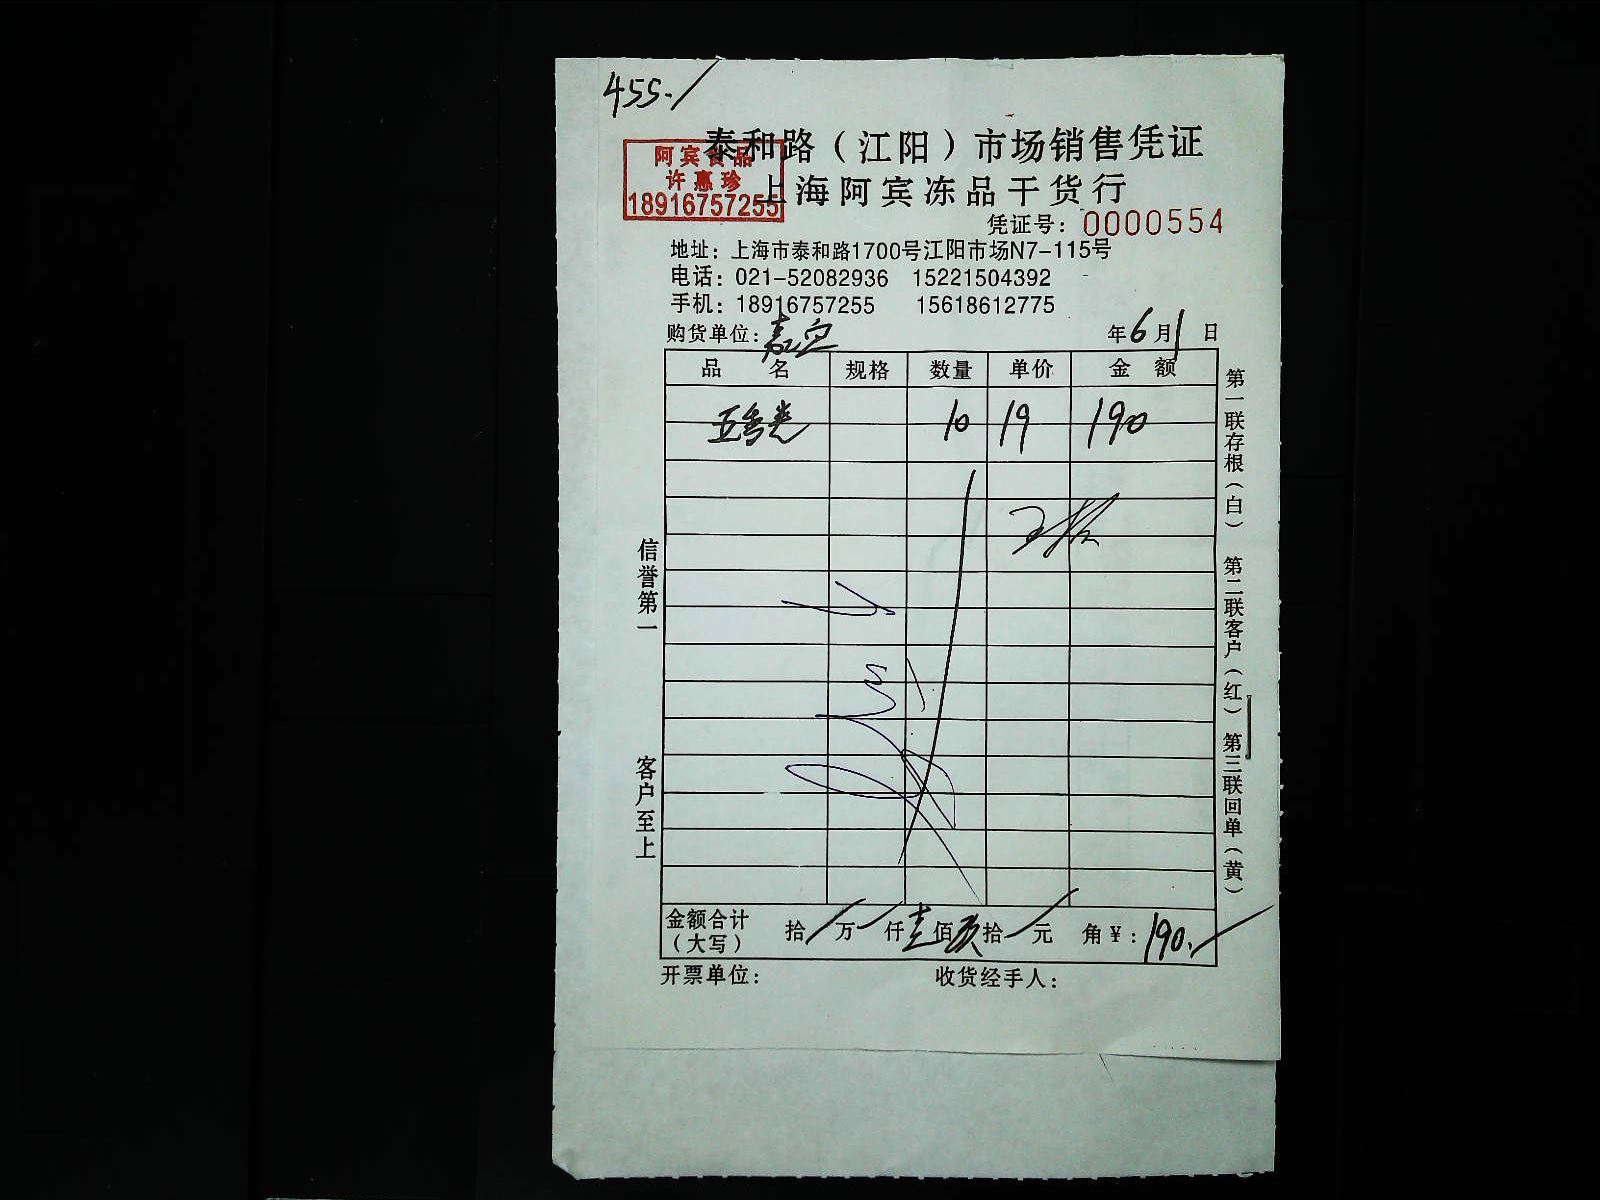 455.
泰和路（江阳）市场销售凭证
阿宾食品
许惠珍
18916757255
上海阿宾冻品干货行
凭证号：0000554
地址：上海市泰和路1700号江阳市场N7-115号
电话：021-52082936 15221504392
手机：18916757255 15618612775
购货单位： 年6月1日
品名 规格 数量 单价 金额
10 19 190
信誉第一
客户至上
第一联存根（白） 第二联客户（红） 第三联回单（黄）
金额合计（大写） 拾 万 仟壹佰玖拾 元 角￥：190.
开票单位： 收货经手人：